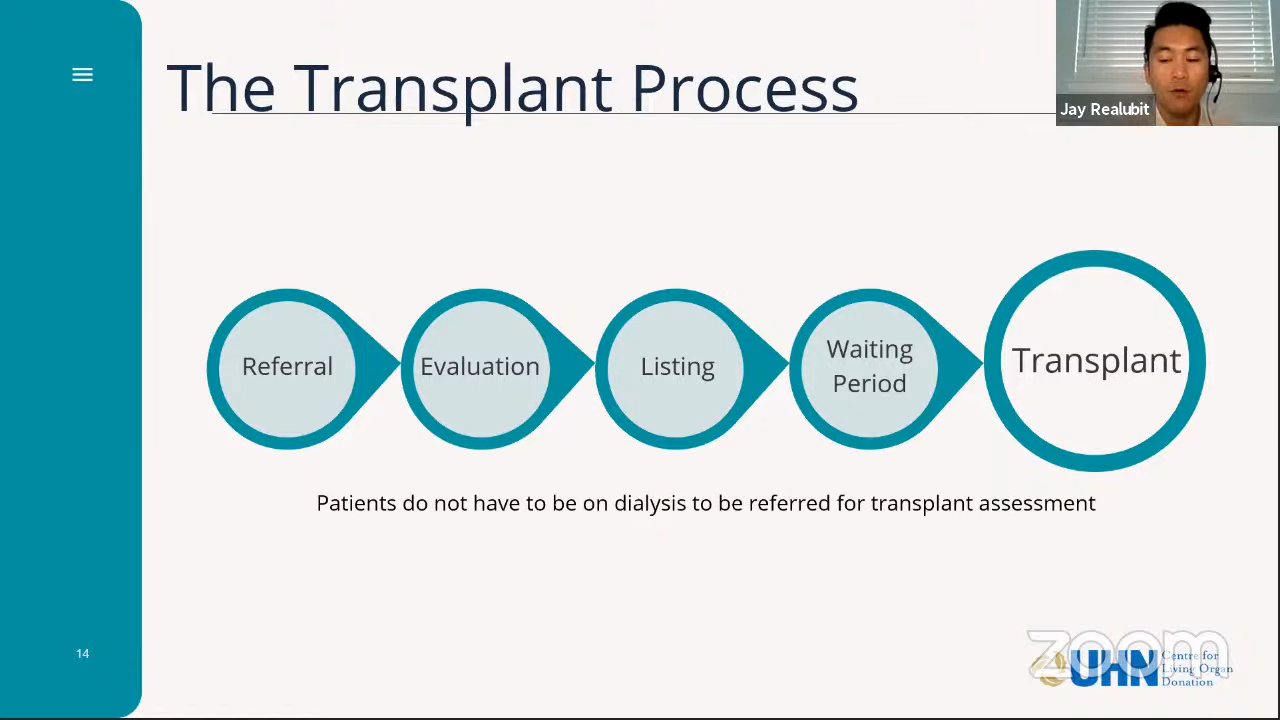 The Transplant Process
Jay Realubit
Referral
Evaluation
Listing
Waiting
Period
Transplant
Patients do not have to be on dialysis to be referred for transplant assessment
14
zoom
UHN
Centre for
Living Organ
Donation